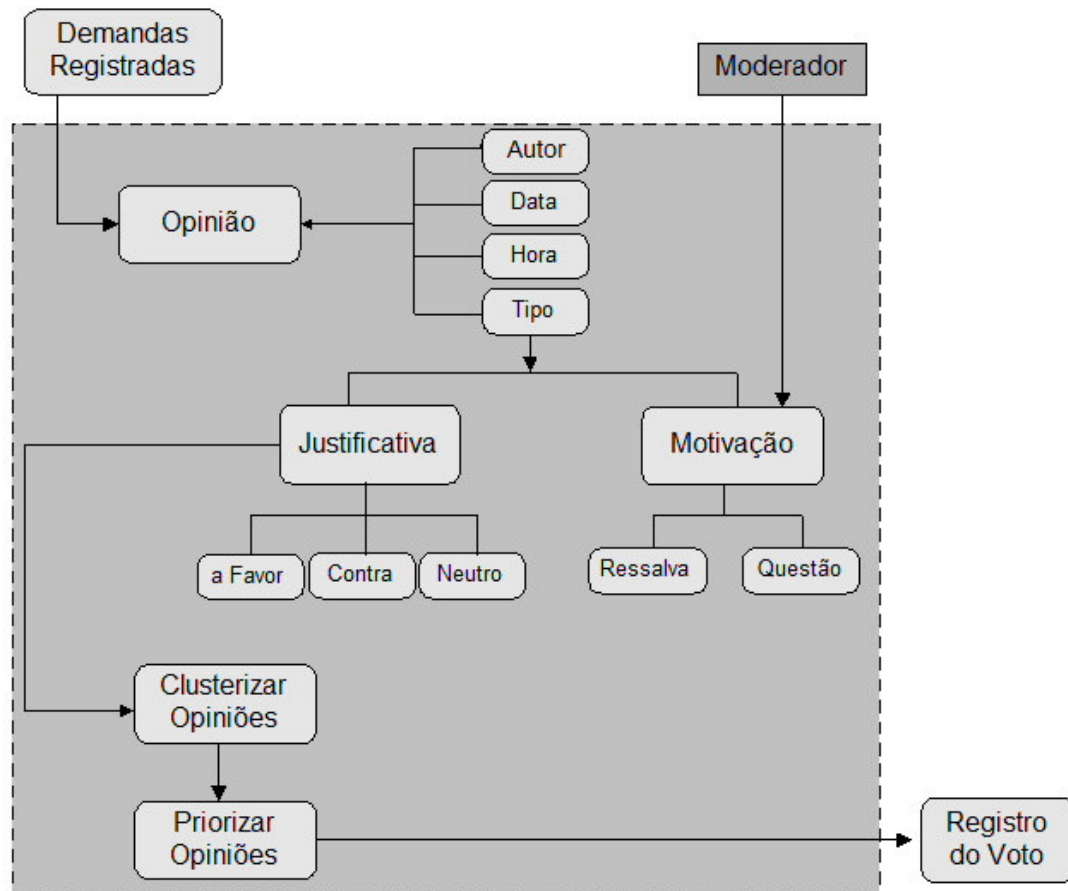 Demandas
Registradas
Moderador
Autor
Opinião
Data
Hora
Tipo
Justificativa
Motivação
a Favor
Contra
Neutro
Ressalva
Questão
Clusterizar
Opiniões
Priorizar
Opiniões
Registro
do Voto